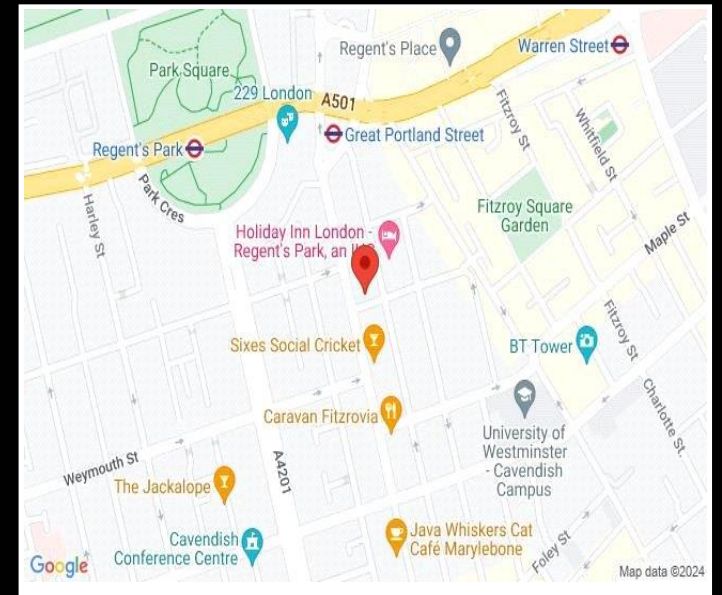 Regent's Place
Warren Street
Park Square
229 London
A501
Great Portland Street
Regent's Park
Fitzroy St
Whitfield St
Park Cres
Harley St
Fitzroy Square
Garden
Maple St
Holiday Inn London -
Regent's Park, an
Sixes Social Cricket
BT Tower
Fitzroy St
Caravan Fitzrovia
Charlotte St.
University of
Westminster
- Cavendish
Campus
Weymouth St
A4201
The Jackalope
Cavendish
Conference Centre
Java Whiskers Cat
Café Marylebone
Foley St
Google
Map data ©2024